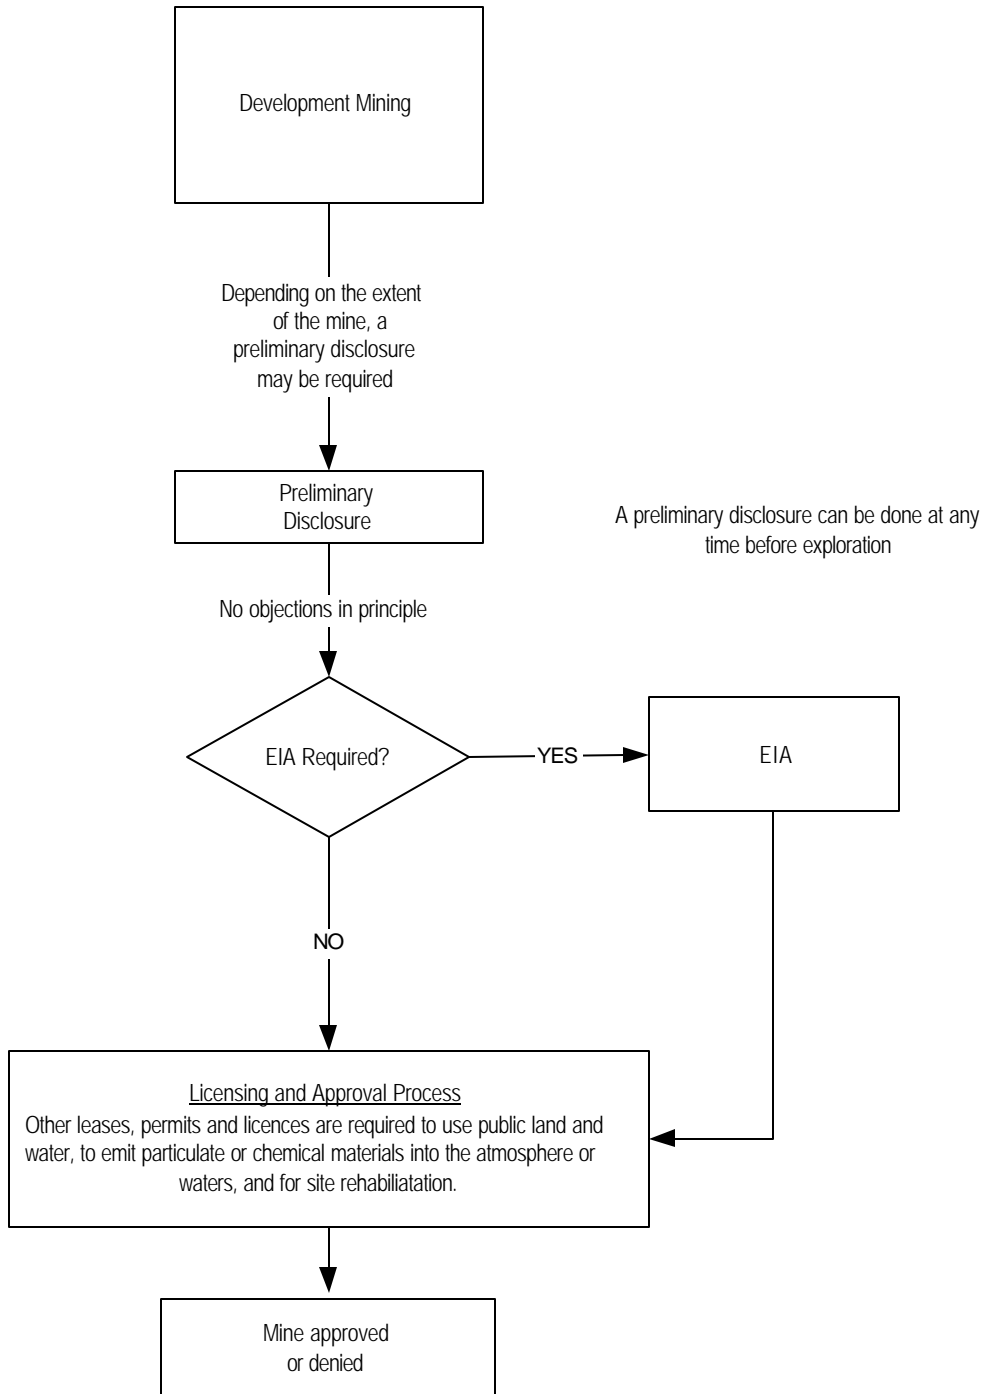 Development Mining
Depending on the extent
of the mine, a
preliminary disclosure
may be required
Preliminary
Disclosure
A preliminary disclosure can be done at any
time before exploration
No objections in principle
EIA Required?
YES
EIA
NO
Licensing and Approval Process
Other leases, permits and licences are required to use public land and
water, to emit particulate or chemical materials into the atmosphere or
waters, and for site rehabiliatation.
Mine approved
or denied